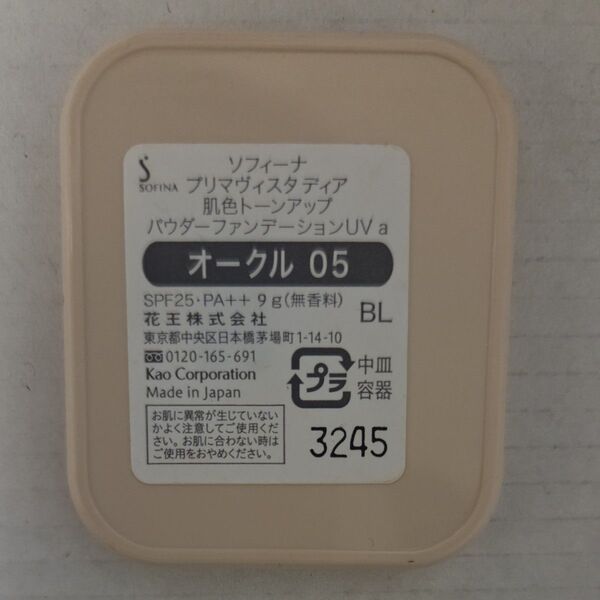 SOFINA
ソフィーナ
プリマヴィスタ ディア
肌色トーンアップ
パウダーファンデーションUV a
オークル 05
SPF25・PA++ 9g(無香料)
BL
花王株式会社
東京都中央区日本橋茅場町1-14-10
0120-165-691
Kao Corporation
Made in Japan
プラ
中皿
容器
お肌に異常が生じていない
かよく注意してご使用くだ
さい。お肌に合わない時は
ご使用をおやめください。
3245